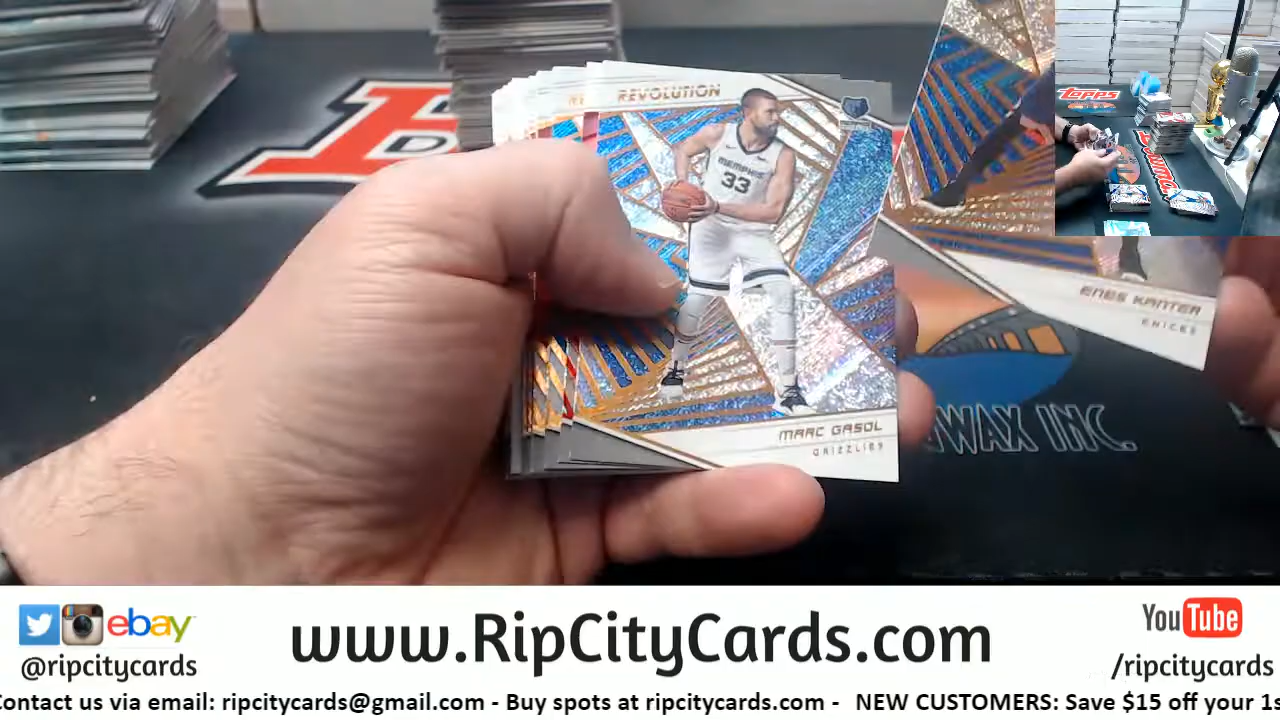 REVOLUTION
MEMPHIS
33
MARC GASOL
GRIZZLIES
ENES KANTER
KNICKS
WAX INC.
Topps
ebay
@ripcitycards
www.RipCityCards.com
YouTube
/ripcitycards
Contact us via email: ripcitycards@gmail.com - Buy spots at ripcitycards.com - NEW CUSTOMERS: Save $15 off your 1s